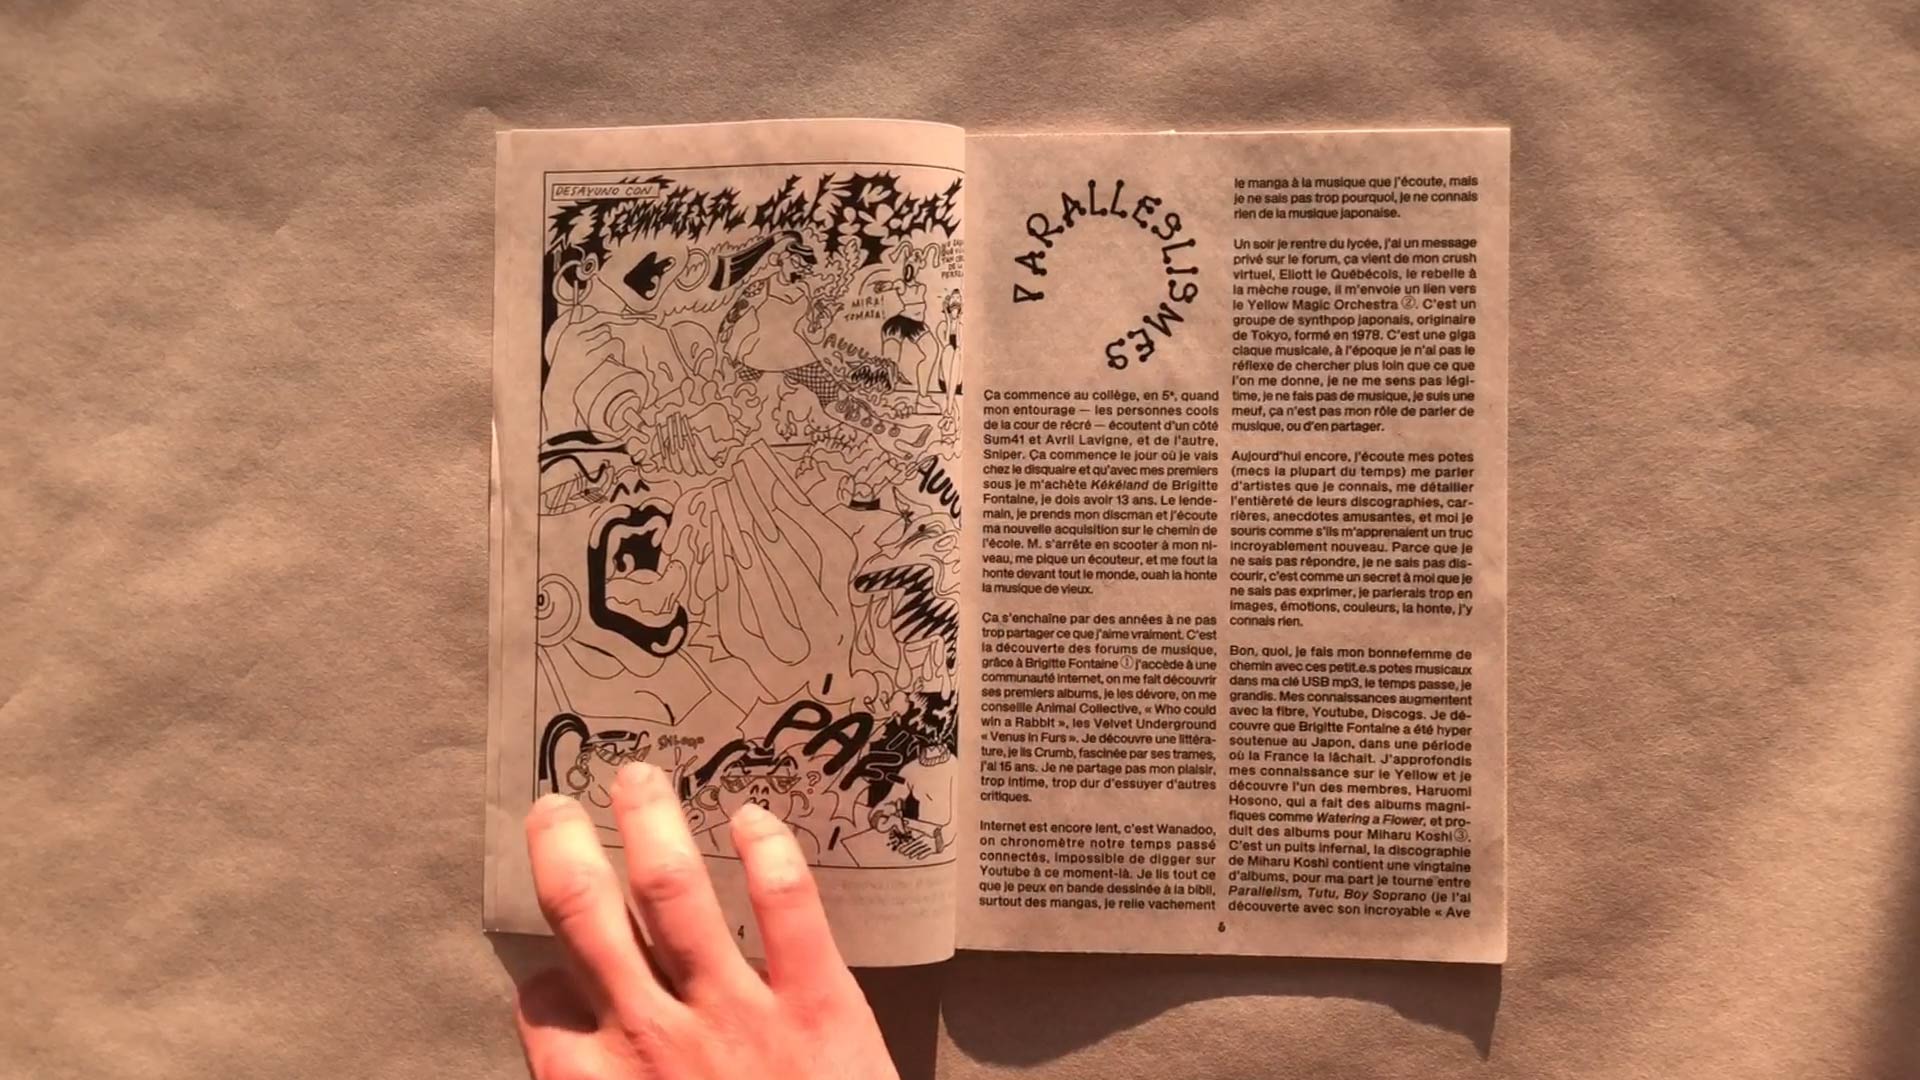 DESAYUNO CON
MIRA!
TOMATA!
AUUU
AUUU
PAF
?
4
PARALLESLISMES
Ça commence au collège, en 5ᵉ, quand
mon entourage — les personnes cools
de la cour de récré — écoutent d'un côté
Sum41 et Avril Lavigne, et de l'autre,
Sniper. Ça commence le jour où je vais
chez le disquaire et qu'avec mes premiers
sous je m'achète Kékéland de Brigitte
Fontaine, je dois avoir 13 ans. Le lende-
main, je prends mon discman et j'écoute
ma nouvelle acquisition sur le chemin de
l'école. M. s'arrête en scooter à mon ni-
veau, me pique un écouteur, et me fout la
honte devant tout le monde, ouah la honte
la musique de vieux.
Ça s'enchaîne par des années à ne pas
trop partager ce que j'aime vraiment. C'est
la découverte des forums de musique,
grâce à Brigitte Fontaine ① j'accède à une
communauté internet, on me fait découvrir
ses premiers albums, je les dévore, on me
conseille Animal Collective, « Who could
win a Rabbit », les Velvet Underground
« Venus in Furs ». Je découvre une littéra-
ture, je lis Crumb, fascinée par ses trames,
j'ai 15 ans. Je ne partage pas mon plaisir,
trop intime, trop dur d'essuyer d'autres
critiques.
Internet est encore lent, c'est Wanadoo,
on chronomètre notre temps passé
connectés, impossible de digger sur
Youtube à ce moment-là. Je lis tout ce
que je peux en bande dessinée à la bibli,
surtout des mangas, je relie vachement
le manga à la musique que j'écoute, mais
je ne sais pas trop pourquoi, je ne connais
rien de la musique japonaise.
Un soir je rentre du lycée, j'ai un message
privé sur le forum, ça vient de mon crush
virtuel, Eliott le Québécois, le rebelle à
la mèche rouge, il m'envoie un lien vers
le Yellow Magic Orchestra ②. C'est un
groupe de synthpop japonais, originaire
de Tokyo, formé en 1978. C'est une giga
claque musicale, à l'époque je n'ai pas le
réflexe de chercher plus loin que ce que
l'on me donne, je ne me sens pas légi-
time, je ne fais pas de musique, je suis une
meuf, ça n'est pas mon rôle de parler de
musique, ou d'en partager.
Aujourd'hui encore, j'écoute mes potes
(mecs la plupart du temps) me parler
d'artistes que je connais, me détailler
l'entièreté de leurs discographies, car-
rières, anecdotes amusantes, et moi je
souris comme s'ils m'apprenaient un truc
incroyablement nouveau. Parce que je
ne sais pas répondre, je ne sais pas dis-
courir, c'est comme un secret à moi que je
ne sais pas exprimer, je parlerais trop en
images, émotions, couleurs, la honte, j'y
connais rien.
Bon, quoi, je fais mon bonnefemme de
chemin avec ces petit.e.s potes musicaux
dans ma clé USB mp3, le temps passe, je
grandis. Mes connaissances augmentent
avec la fibre, Youtube, Discogs. Je dé-
couvre que Brigitte Fontaine a été hyper
soutenue au Japon, dans une période
où la France la lâchait. J'approfondis
mes connaissance sur le Yellow et je
découvre l'un des membres, Haruomi
Hosono, qui a fait des albums magni-
fiques comme Watering a Flower, et pro-
duit des albums pour Miharu Koshi ③.
C'est un puits infernal, la discographie
de Miharu Koshi contient une vingtaine
d'albums, pour ma part je tourne entre
Parallelism, Tutu, Boy Soprano (je l'ai
découverte avec son incroyable « Ave